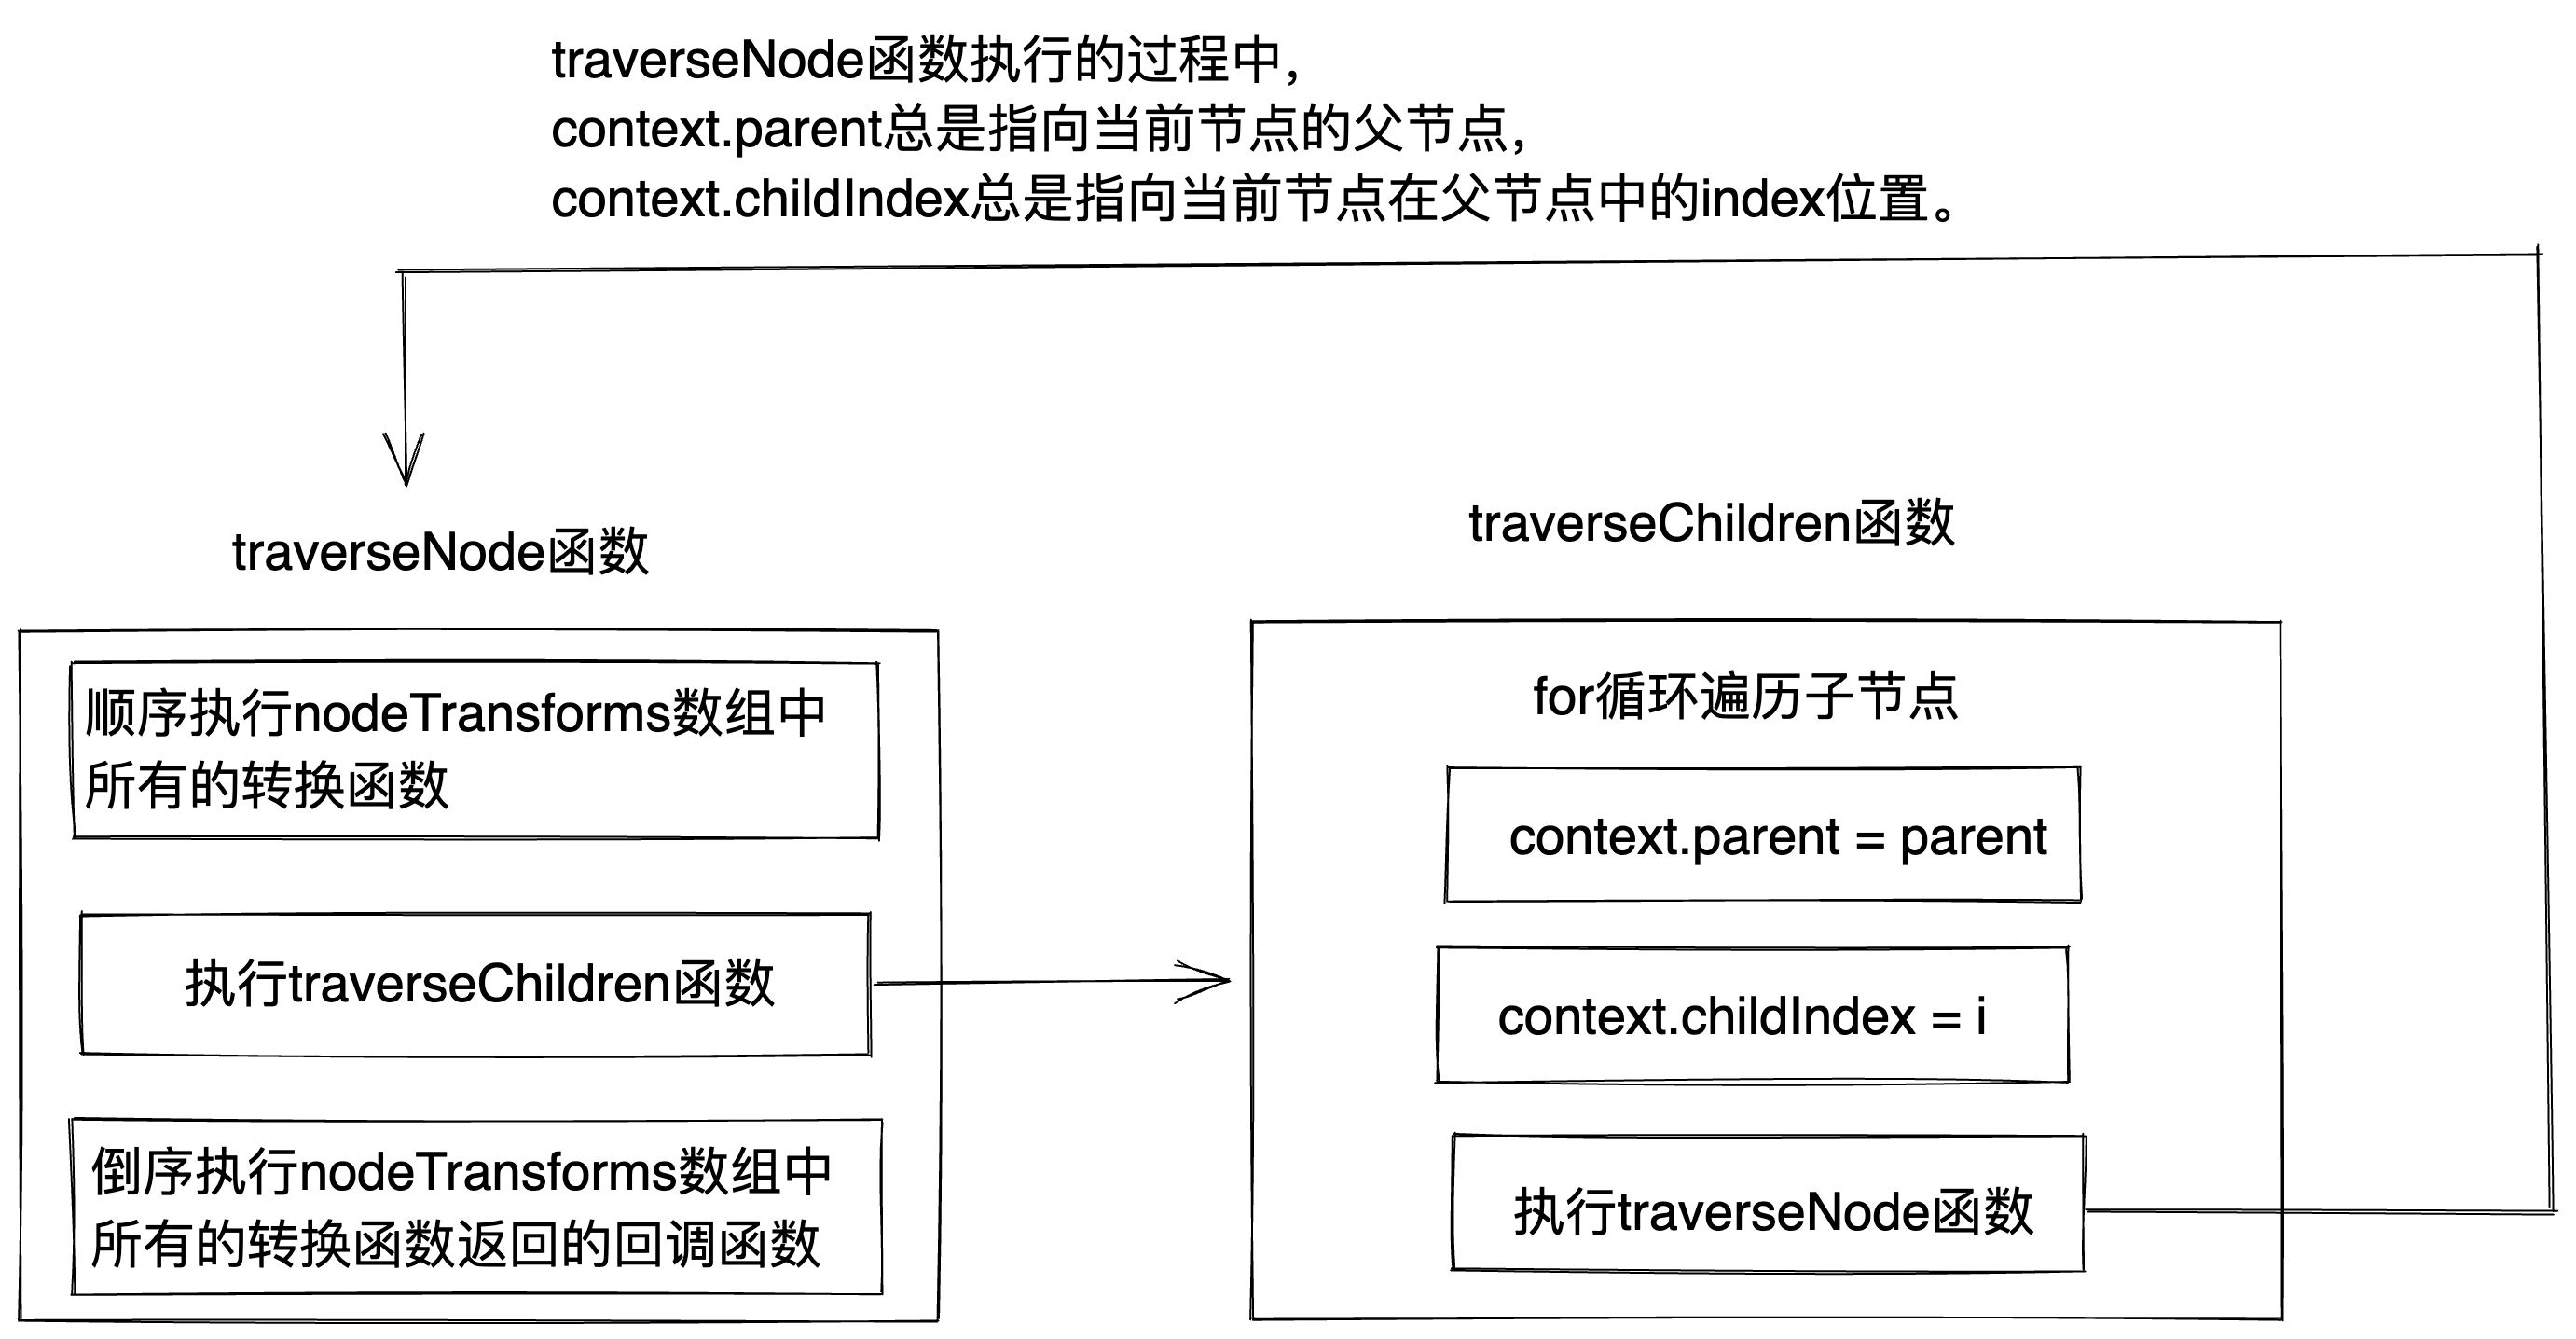 traverseNode函数执行的过程中，
context.parent总是指向当前节点的父节点，
context.childIndex总是指向当前节点在父节点中的index位置。
traverseNode函数
顺序执行nodeTransforms数组中
所有的转换函数
执行traverseChildren函数
倒序执行nodeTransforms数组中
所有的转换函数返回的回调函数
traverseChildren函数
for循环遍历子节点
context.parent = parent
context.childIndex = i
执行traverseNode函数